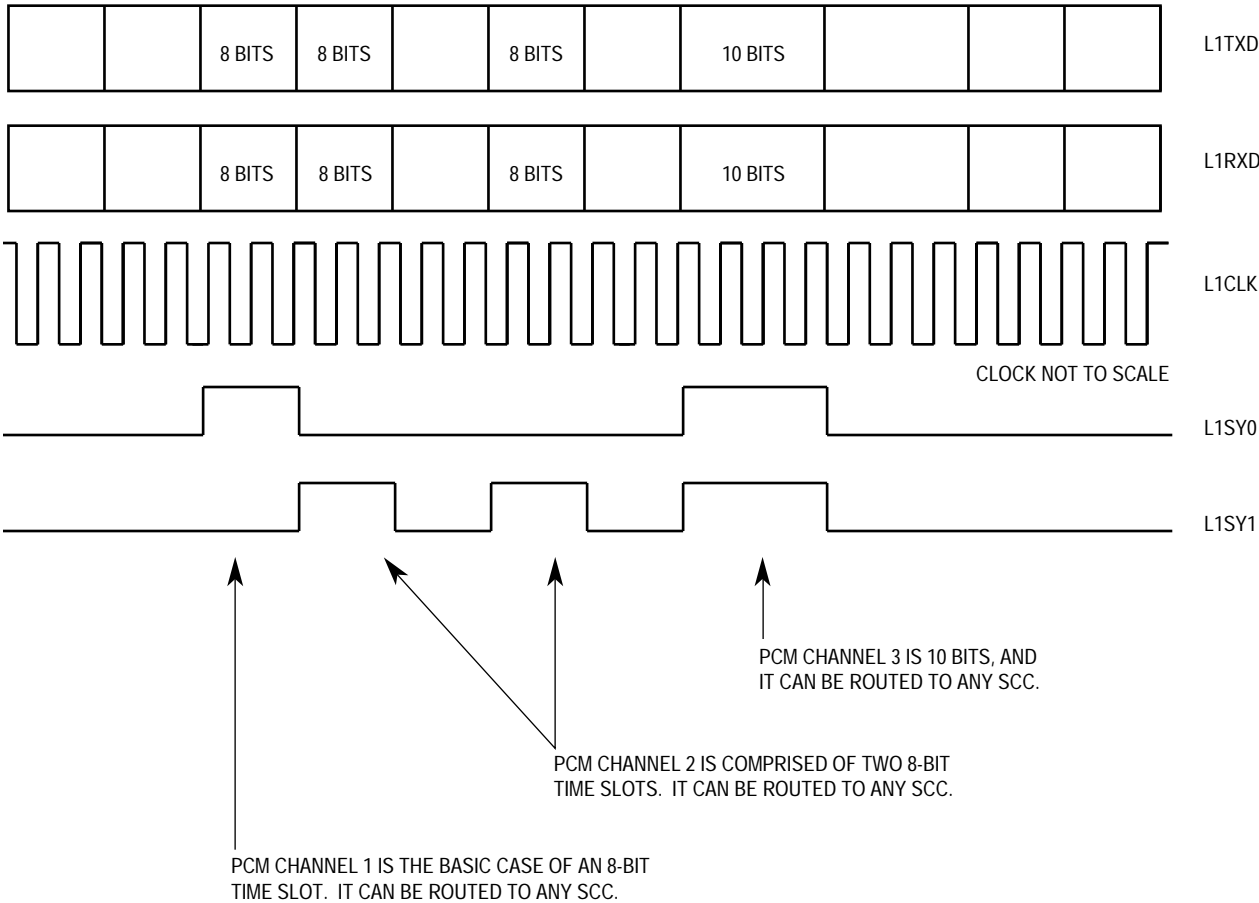 8 BITS 8 BITS 8 BITS 10 BITS L1TXD
8 BITS 8 BITS 8 BITS 10 BITS L1RXD
L1CLK
CLOCK NOT TO SCALE
L1SY0
L1SY1
PCM CHANNEL 3 IS 10 BITS, AND
IT CAN BE ROUTED TO ANY SCC.
PCM CHANNEL 2 IS COMPRISED OF TWO 8-BIT
TIME SLOTS. IT CAN BE ROUTED TO ANY SCC.
PCM CHANNEL 1 IS THE BASIC CASE OF AN 8-BIT
TIME SLOT. IT CAN BE ROUTED TO ANY SCC.